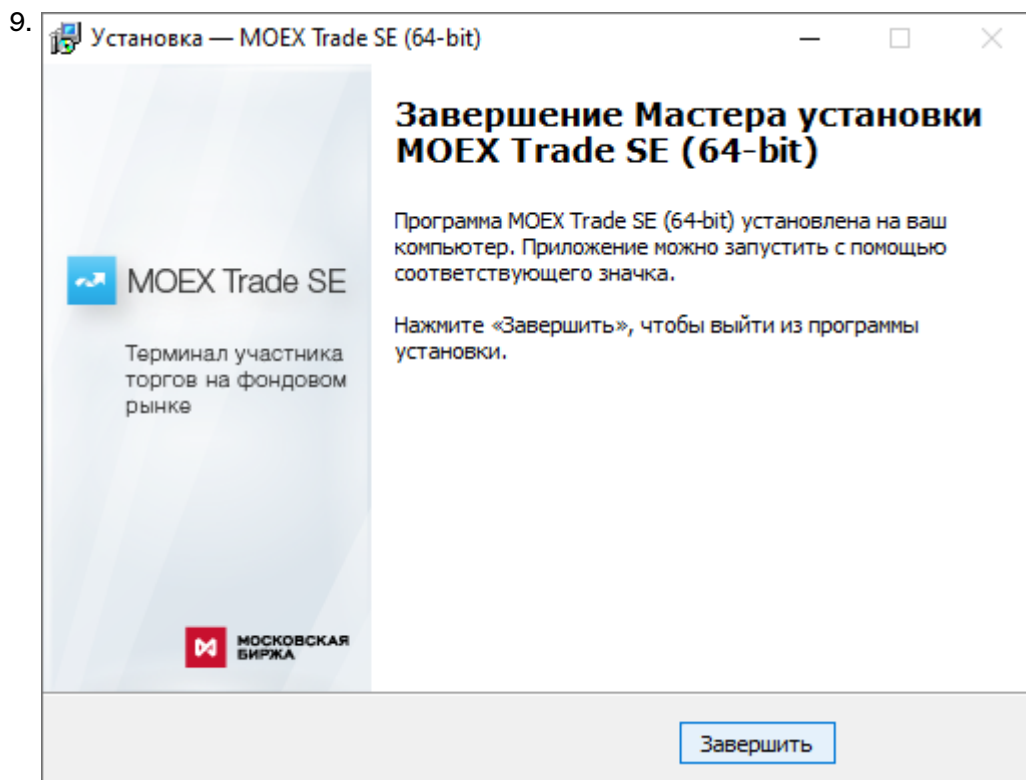 9.
Установка — MOEX Trade SE (64-bit)
Завершение Мастера установки
MOEX Trade SE (64-bit)
Программа MOEX Trade SE (64-bit) установлена на ваш
компьютер. Приложение можно запустить с помощью
соответствующего значка.
Нажмите «Завершить», чтобы выйти из программы
установки.
MOEX Trade SE
Терминал участника
торгов на фондовом
рынке
МОСКОВСКАЯ
БИРЖА
Завершить